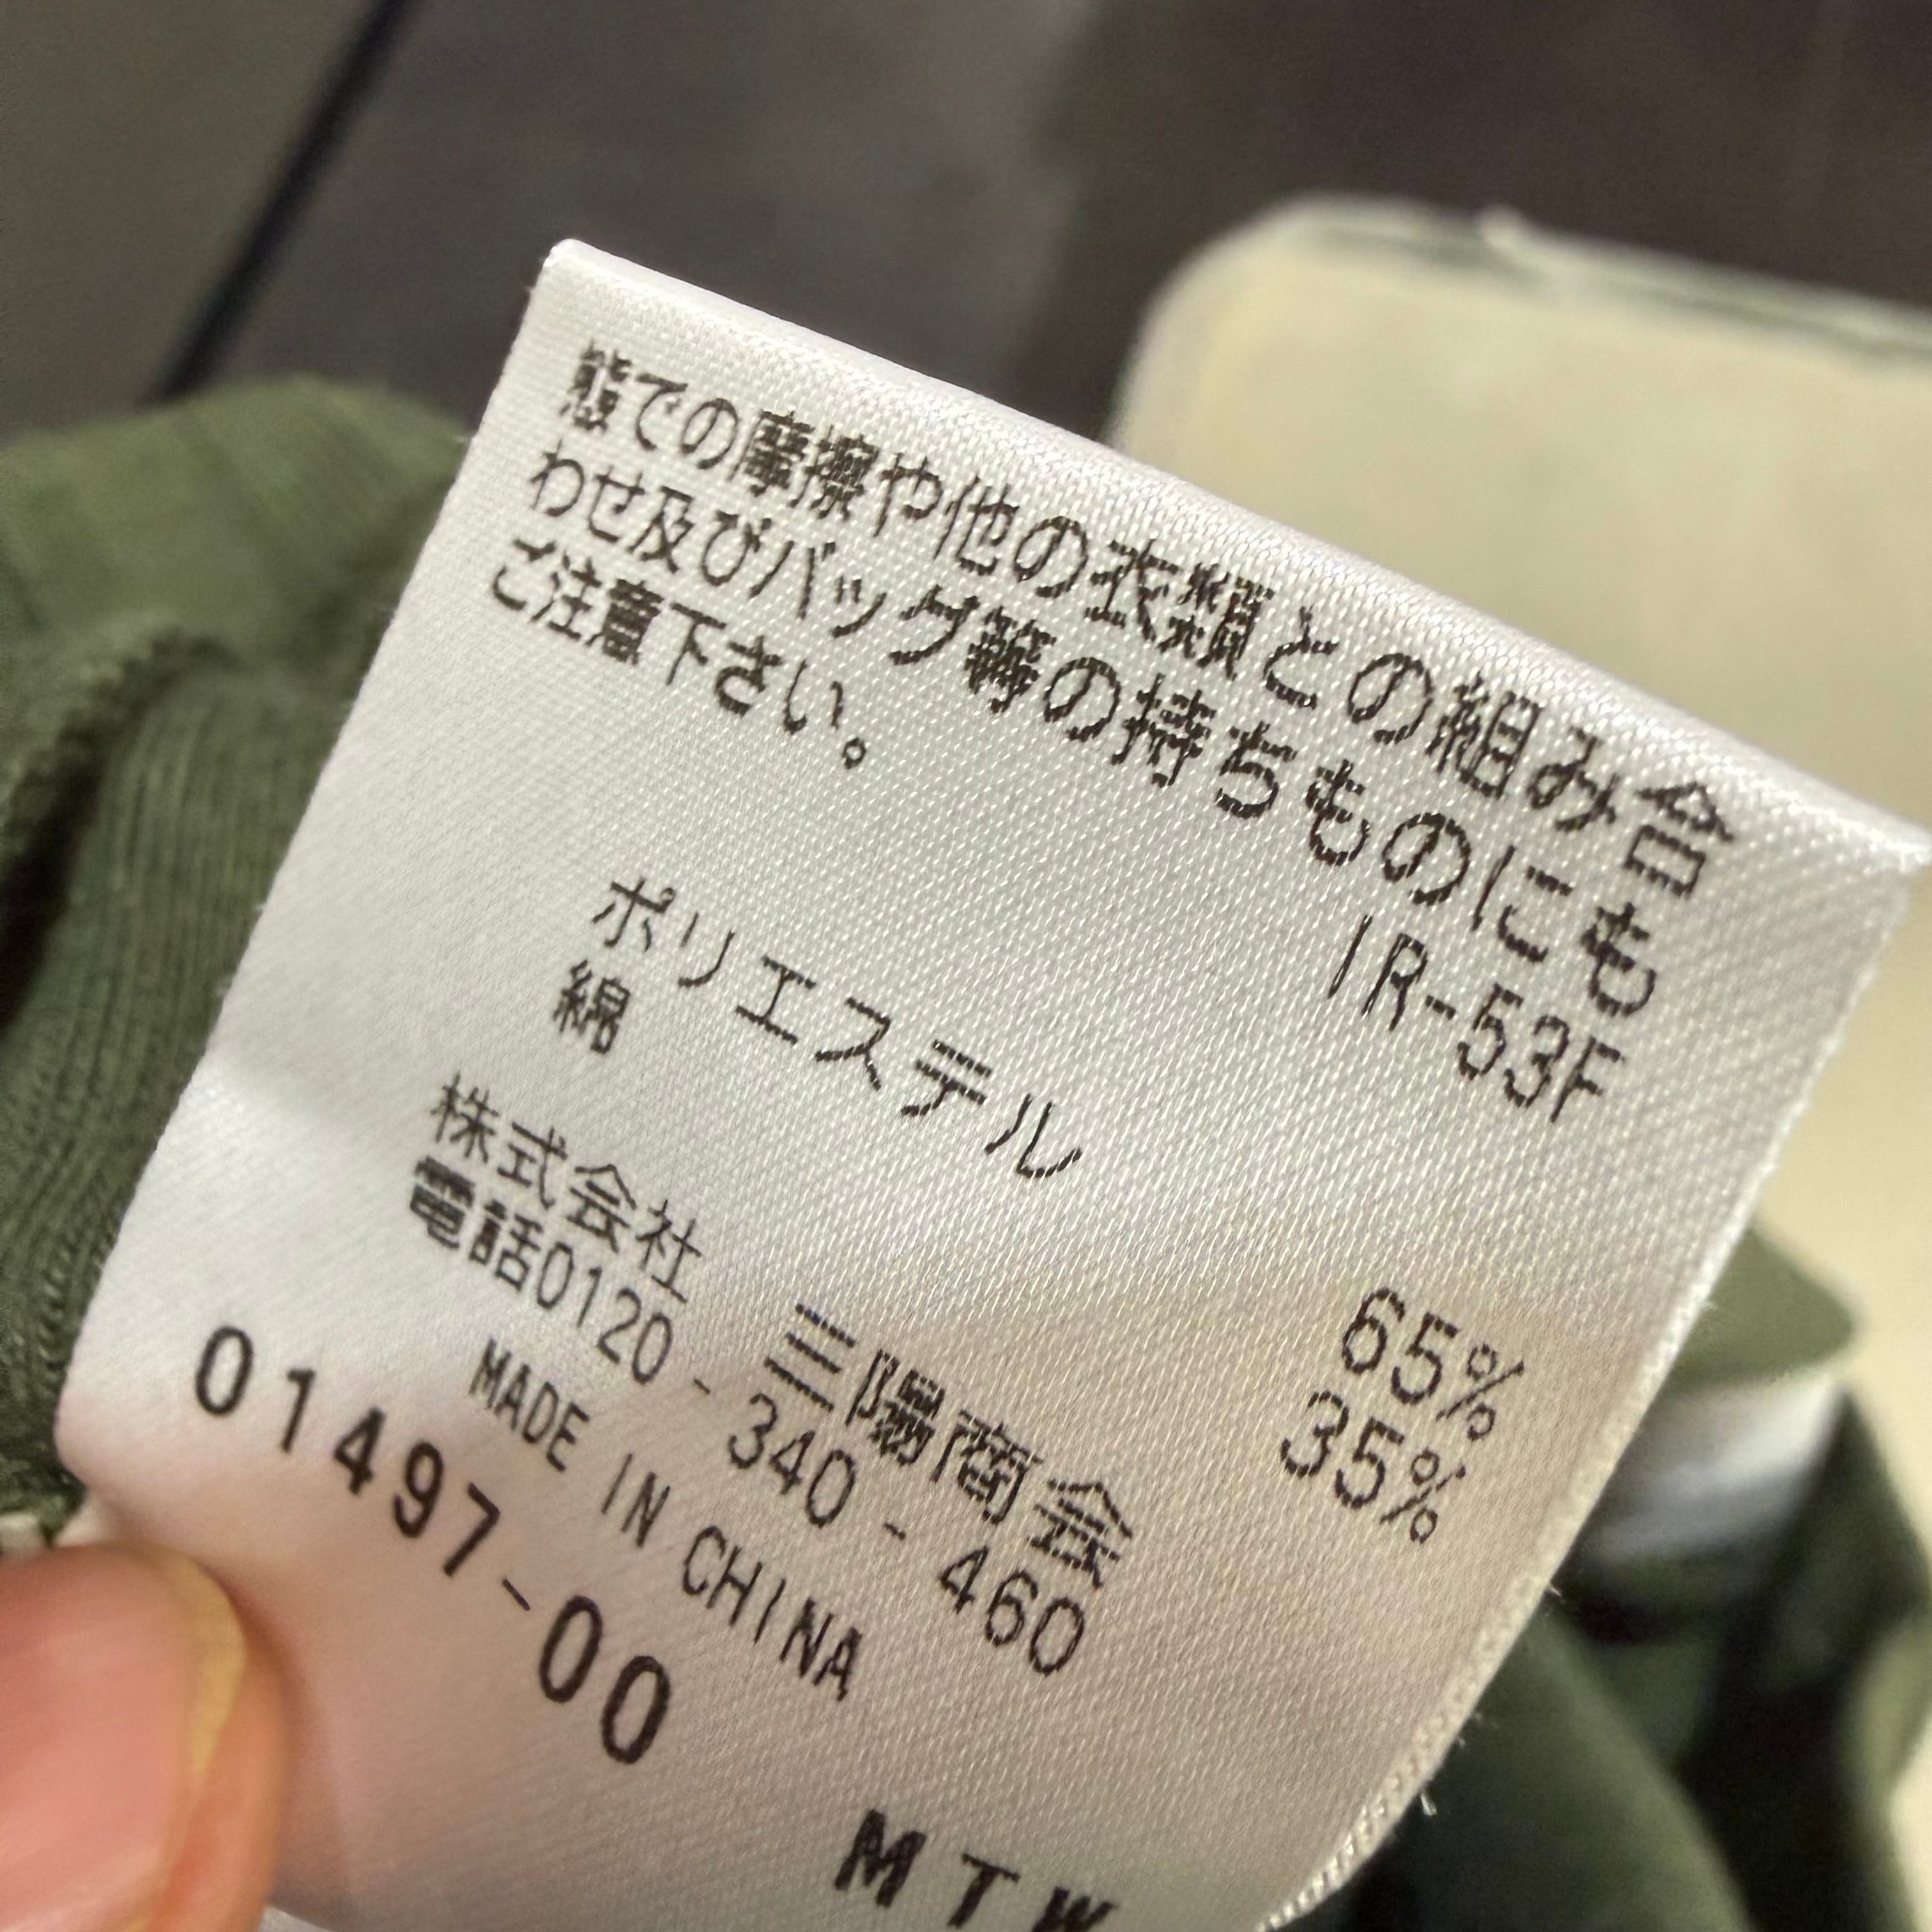 態での摩擦や他の衣類との組み合
わせ及びバッグ等の持ちものにも
ご注意下さい。
IR-53F
ポリエステル 65%
綿 35%
株式会社 三陽商会
電話0120-340-460
MADE IN CHINA
01497-00
MTW